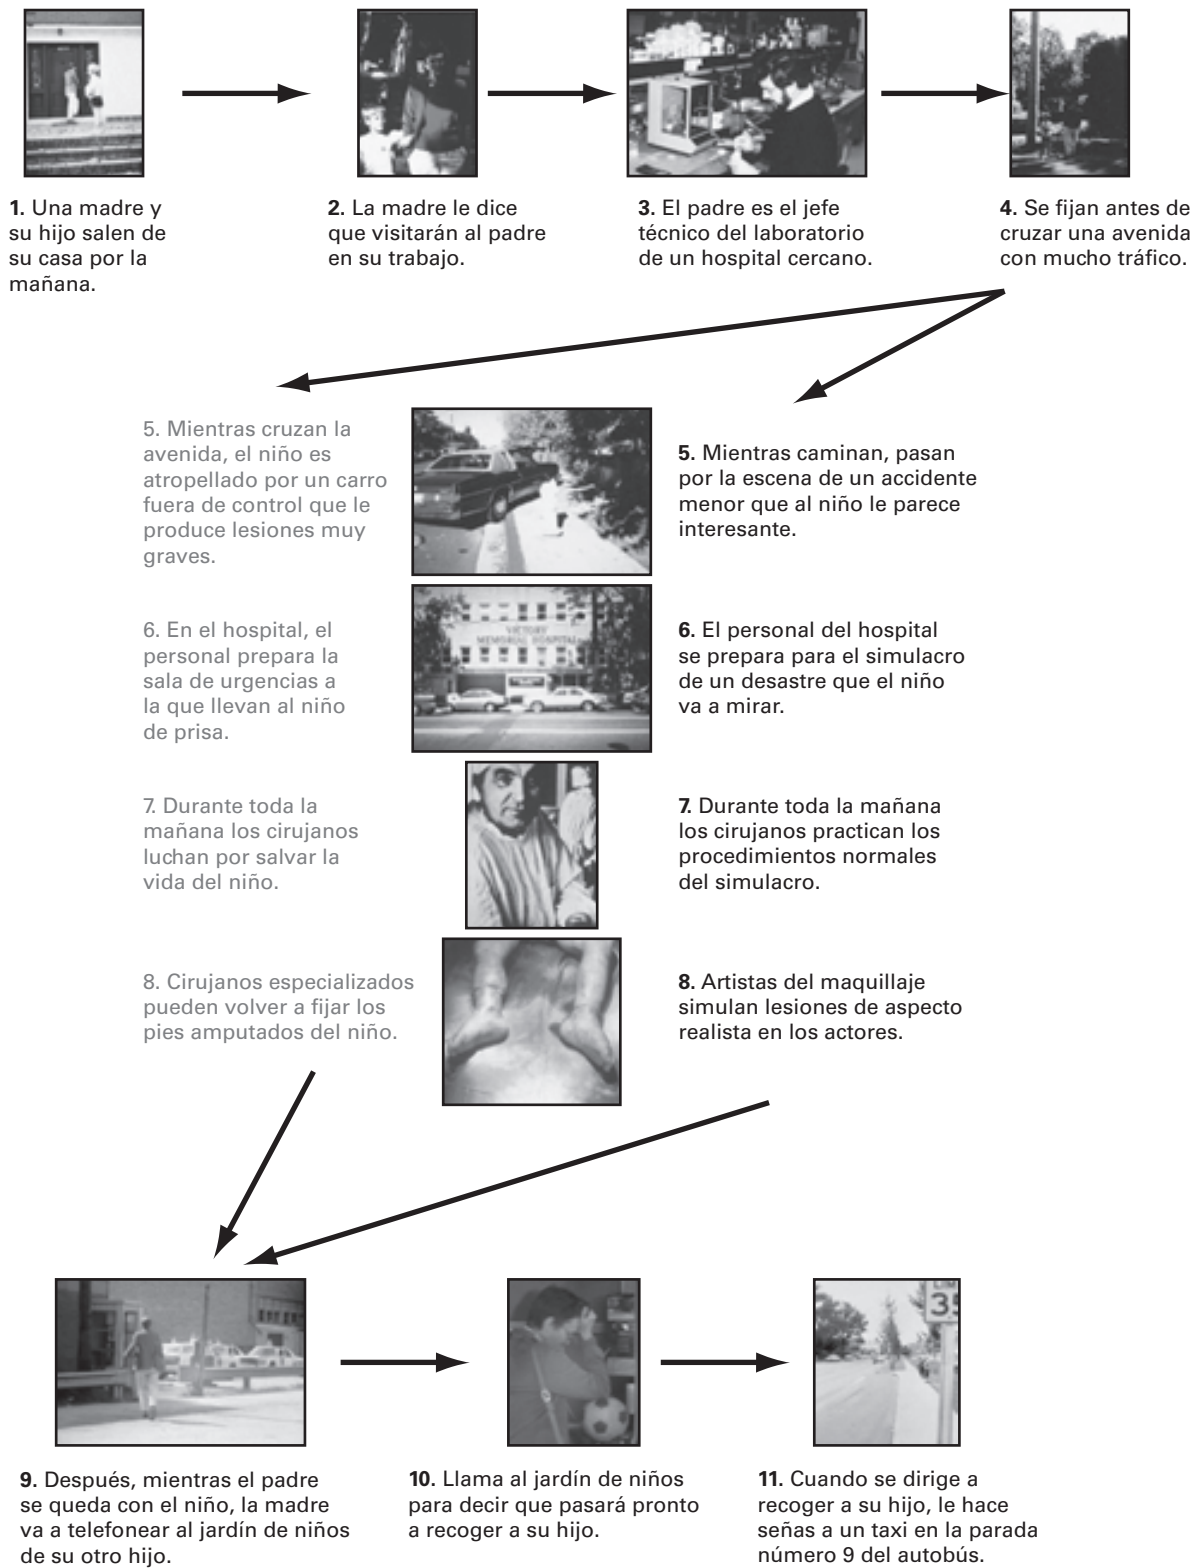 1. Una madre y
su hijo salen de
su casa por la
mañana.
2. La madre le dice
que visitarán al padre
en su trabajo.
3. El padre es el jefe
técnico del laboratorio
de un hospital cercano.
4. Se fijan antes de
cruzar una avenida
con mucho tráfico.
5. Mientras cruzan la
avenida, el niño es
atropellado por un carro
fuera de control que le
produce lesiones muy
graves.
5. Mientras caminan, pasan
por la escena de un accidente
menor que al niño le parece
interesante.
6. En el hospital, el
personal prepara la
sala de urgencias a
la que llevan al niño
de prisa.
VICTORY
MEMORIAL HOSPITAL
6. El personal del hospital
se prepara para el simulacro
de un desastre que el niño
va a mirar.
7. Durante toda la
mañana los cirujanos
luchan por salvar la
vida del niño.
7. Durante toda la mañana
los cirujanos practican los
procedimientos normales
del simulacro.
8. Cirujanos especializados
pueden volver a fijar los
pies amputados del niño.
8. Artistas del maquillaje
simulan lesiones de aspecto
realista en los actores.
35
9. Después, mientras el padre
se queda con el niño, la madre
va a telefonear al jardín de niños
de su otro hijo.
10. Llama al jardín de niños
para decir que pasará pronto
a recoger a su hijo.
11. Cuando se dirige a
recoger a su hijo, le hace
señas a un taxi en la parada
número 9 del autobús.